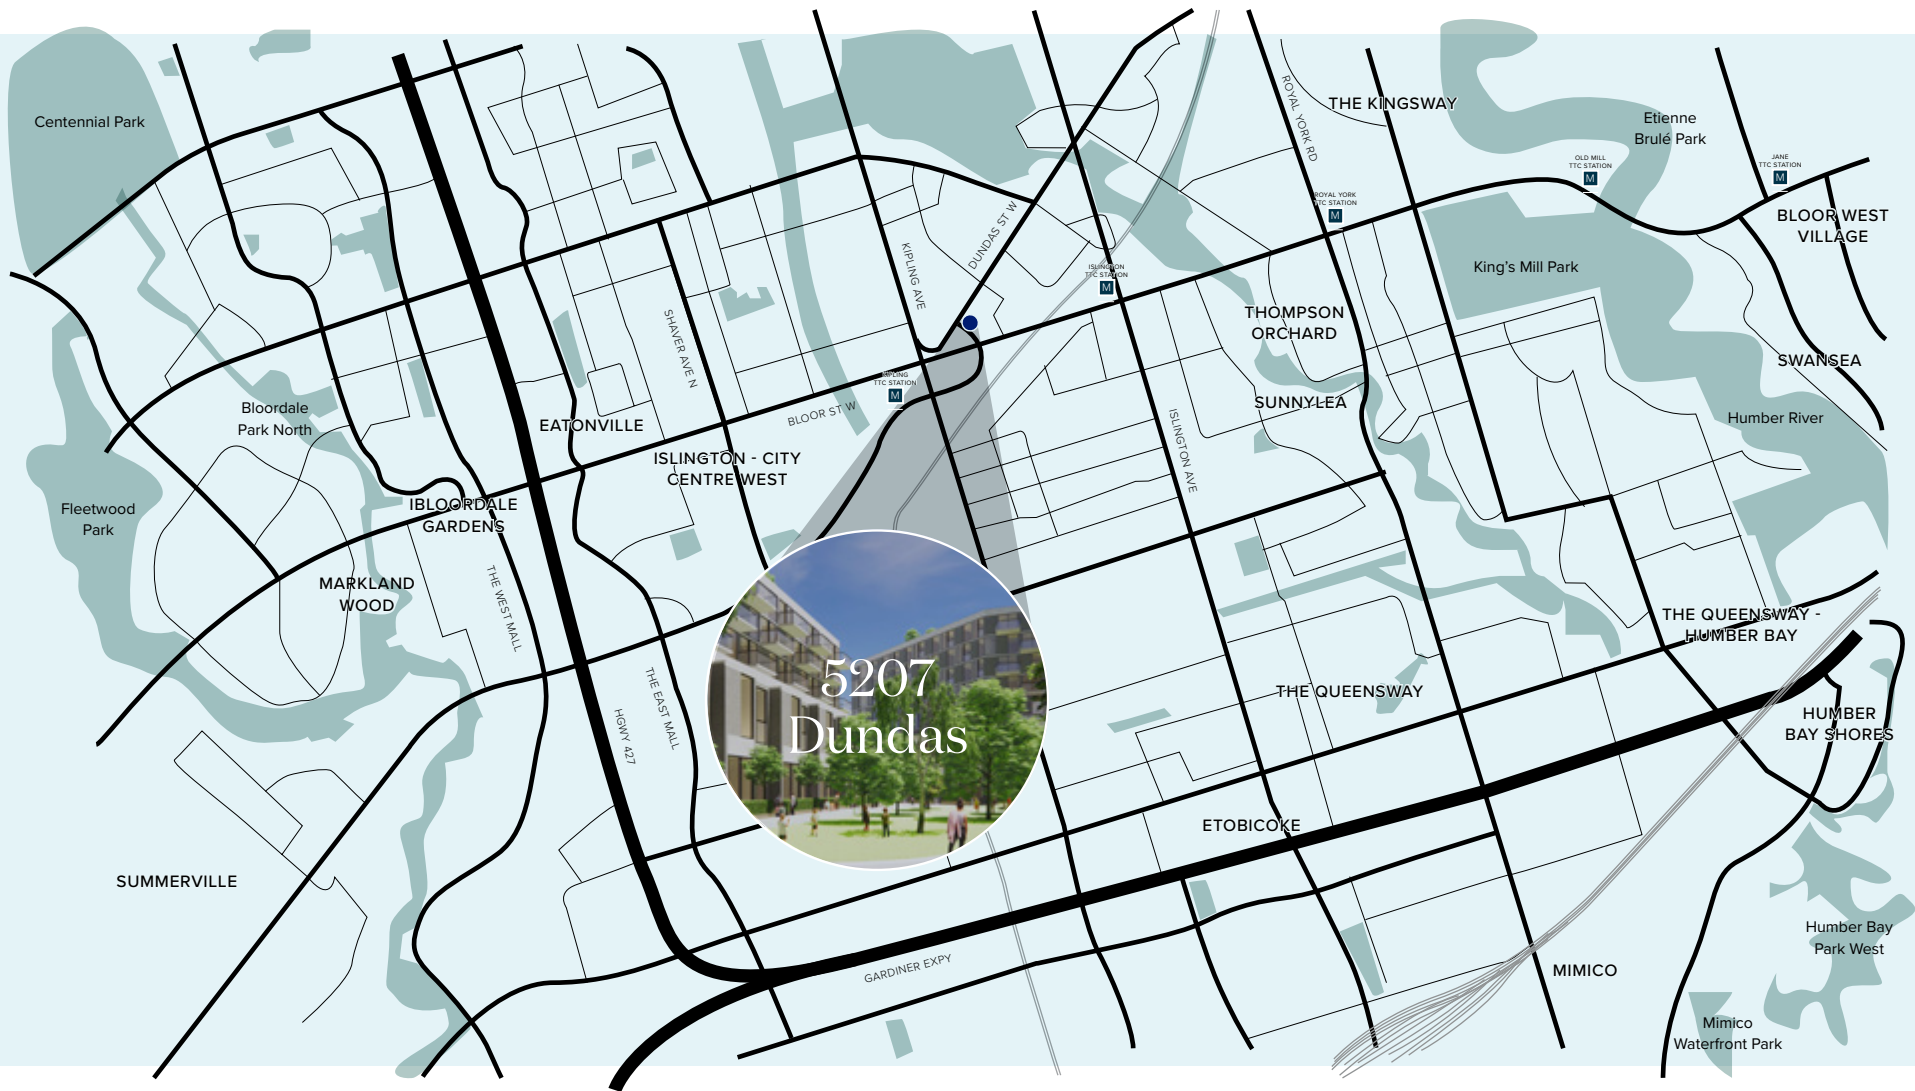 THE KINGSWAY
Centennial Park
Etienne
Brulé Park
ROYAL YORK RD
OLD MILL
TTC STATION
M
JANE
TTC STATION
M
ROYAL YORK
TTC STATION
M
BLOOR WEST
VILLAGE
DUNDAS ST W
KIPLING AVE
ISLINGTON
TTC STATION
M
King's Mill Park
THOMPSON
ORCHARD
SHAVER AVE N
SWANSEA
KIPLING
TTC STATION
M
SUNNYLEA
Bloordale
Park North
BLOOR ST W
Humber River
EATONVILLE
ISLINGTON AVE
ISLINGTON - CITY
CENTRE WEST
IBLOORDALE
GARDENS
Fleetwood
Park
MARKLAND
WOOD
THE WEST MALL
THE QUEENSWAY -
HUMBER BAY
5207
Dundas
THE EAST MALL
THE QUEENSWAY
HGWY 427
HUMBER
BAY SHORES
ETOBICOKE
SUMMERVILLE
Humber Bay
Park West
GARDINER EXPY
MIMICO
Mimico
Waterfront Park